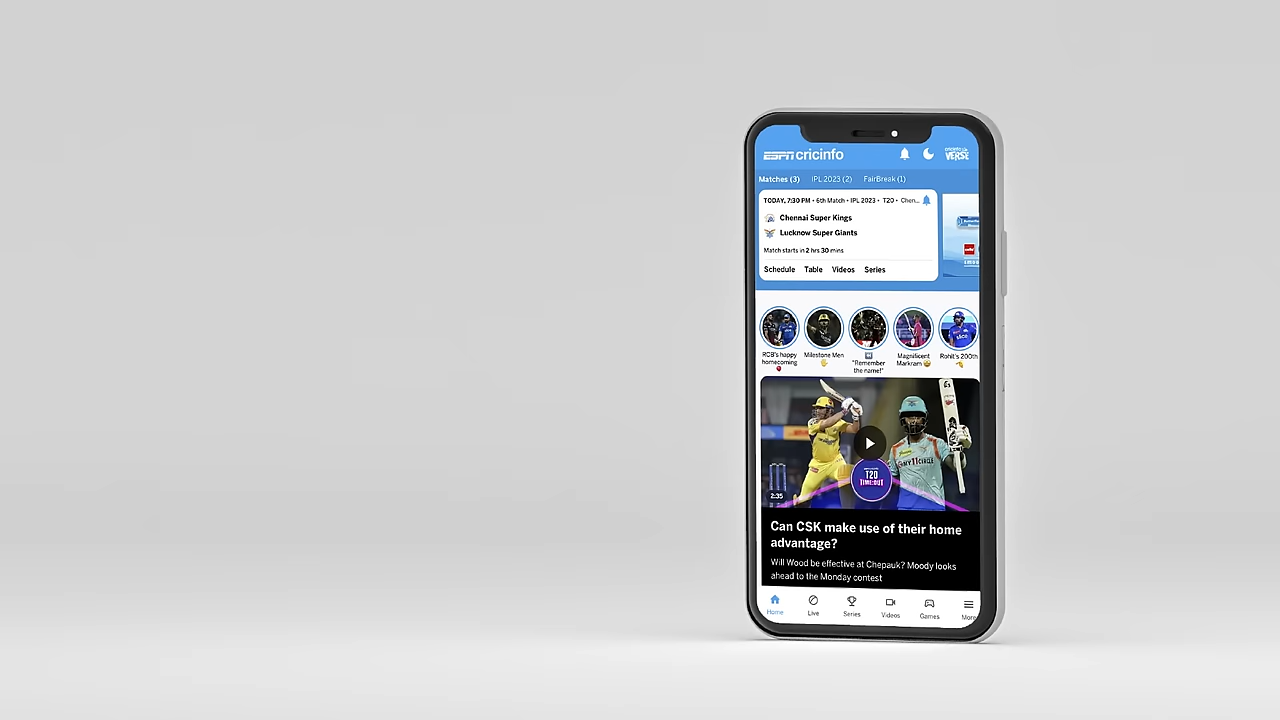 ESPN cricinfo
cricinfo
VERSE
Matches (3) IPL 2023 (2) FairBreak (1)
TODAY, 7:30 PM • 6th Match • IPL 2023 • T20 • Chen...
Chennai Super Kings
Lucknow Super Giants
Match starts in 2 hrs 30 mins
Schedule Table Videos Series
RCB's happy homecoming
Milestone Men
"Remember the name!"
Magnificent Markram
Rohit's 200th
T20
TIME:OUT
2:35
Can CSK make use of their home
advantage?
Will Wood be effective at Chepauk? Moody looks
ahead to the Monday contest
Home Live Series Videos Games More